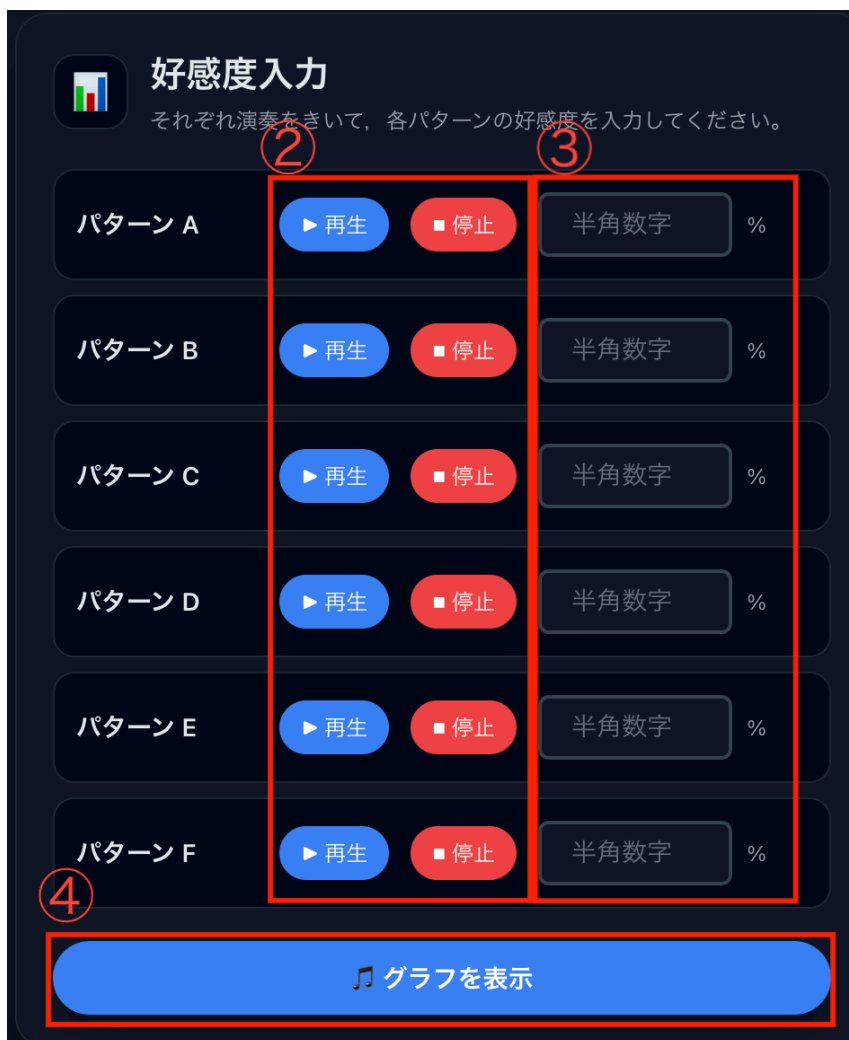 好感度入力
それぞれ演奏をきいて，各パターンの好感度を入力してください。
② ③
パターン A ▶ 再生 ■ 停止 半角数字 %
パターン B ▶ 再生 ■ 停止 半角数字 %
パターン C ▶ 再生 ■ 停止 半角数字 %
パターン D ▶ 再生 ■ 停止 半角数字 %
パターン E ▶ 再生 ■ 停止 半角数字 %
パターン F ▶ 再生 ■ 停止 半角数字 %
④
🎵 グラフを表示